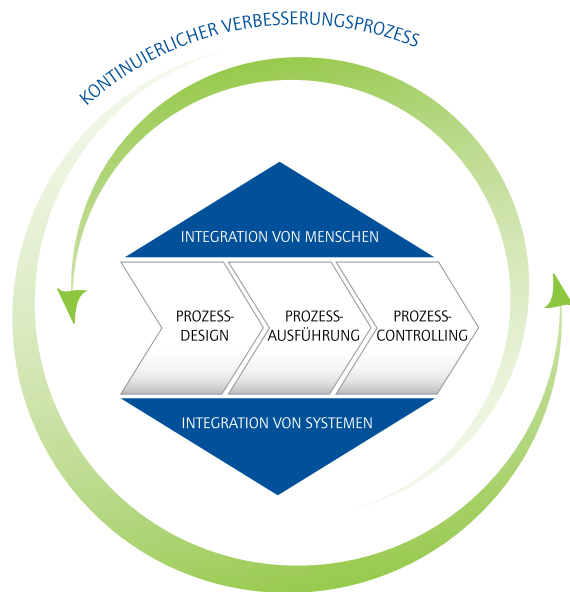 KONTINUIERLICHER VERBESSERUNGSPROZESS
INTEGRATION VON MENSCHEN
PROZESS-
DESIGN
PROZESS-
AUSFÜHRUNG
PROZESS-
CONTROLLING
INTEGRATION VON SYSTEMEN